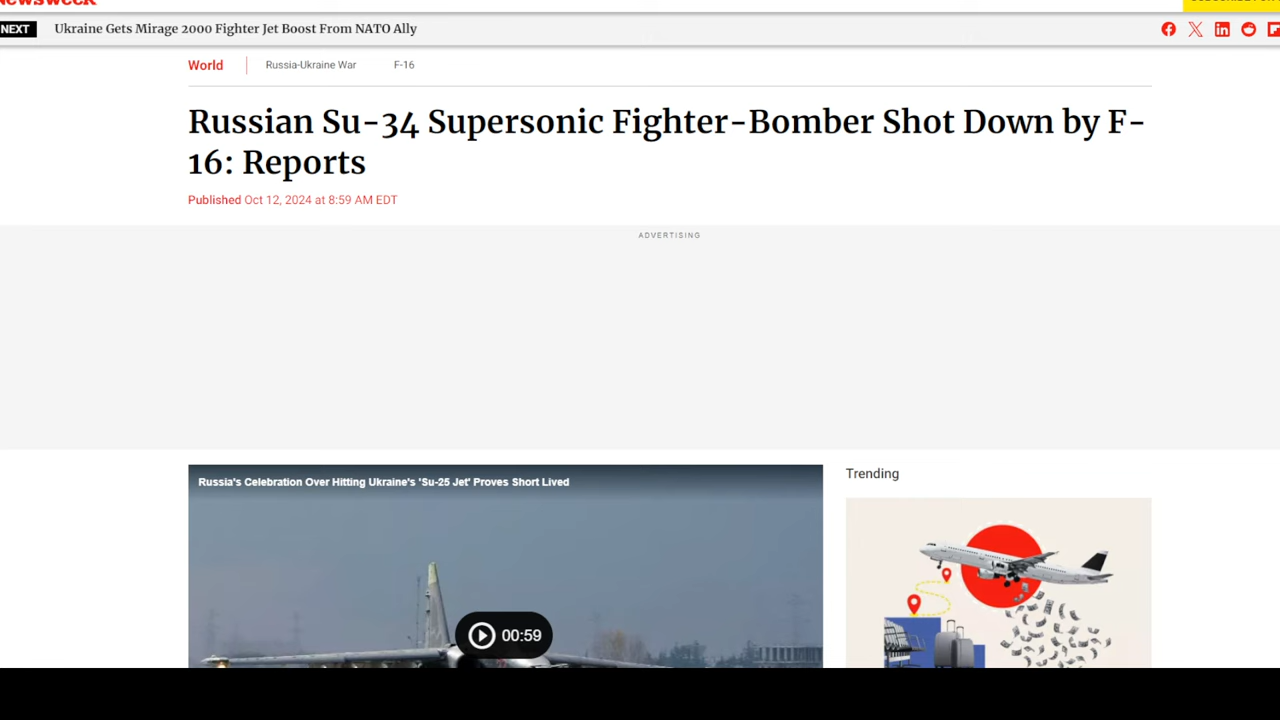 Newsweek
NEXT
Ukraine Gets Mirage 2000 Fighter Jet Boost From NATO Ally
World
Russia-Ukraine War
F-16
Russian Su-34 Supersonic Fighter-Bomber Shot Down by F-
16: Reports
Published Oct 12, 2024 at 8:59 AM EDT
ADVERTISING
Russia's Celebration Over Hitting Ukraine's 'Su-25 Jet' Proves Short Lived
Trending
00:59